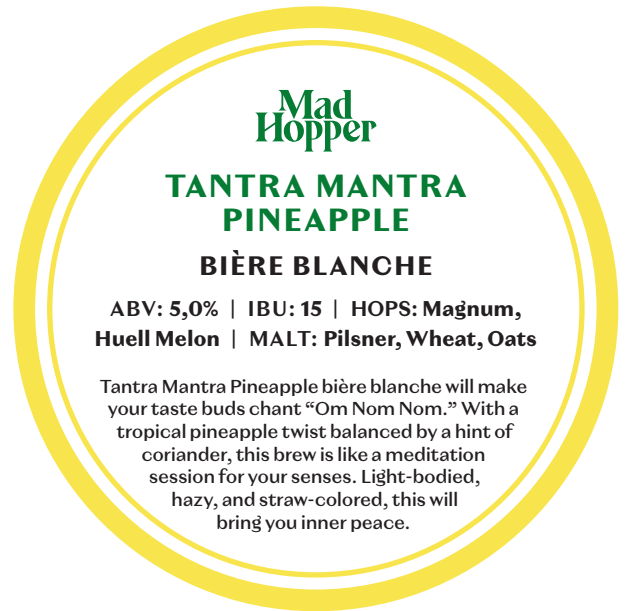 Mad
Hopper
TANTRA MANTRA
PINEAPPLE
BIÈRE BLANCHE
ABV: 5,0% | IBU: 15 | HOPS: Magnum,
Huell Melon | MALT: Pilsner, Wheat, Oats
Tantra Mantra Pineapple bière blanche will make
your taste buds chant “Om Nom Nom.” With a
tropical pineapple twist balanced by a hint of
coriander, this brew is like a meditation
session for your senses. Light-bodied,
hazy, and straw-colored, this will
bring you inner peace.